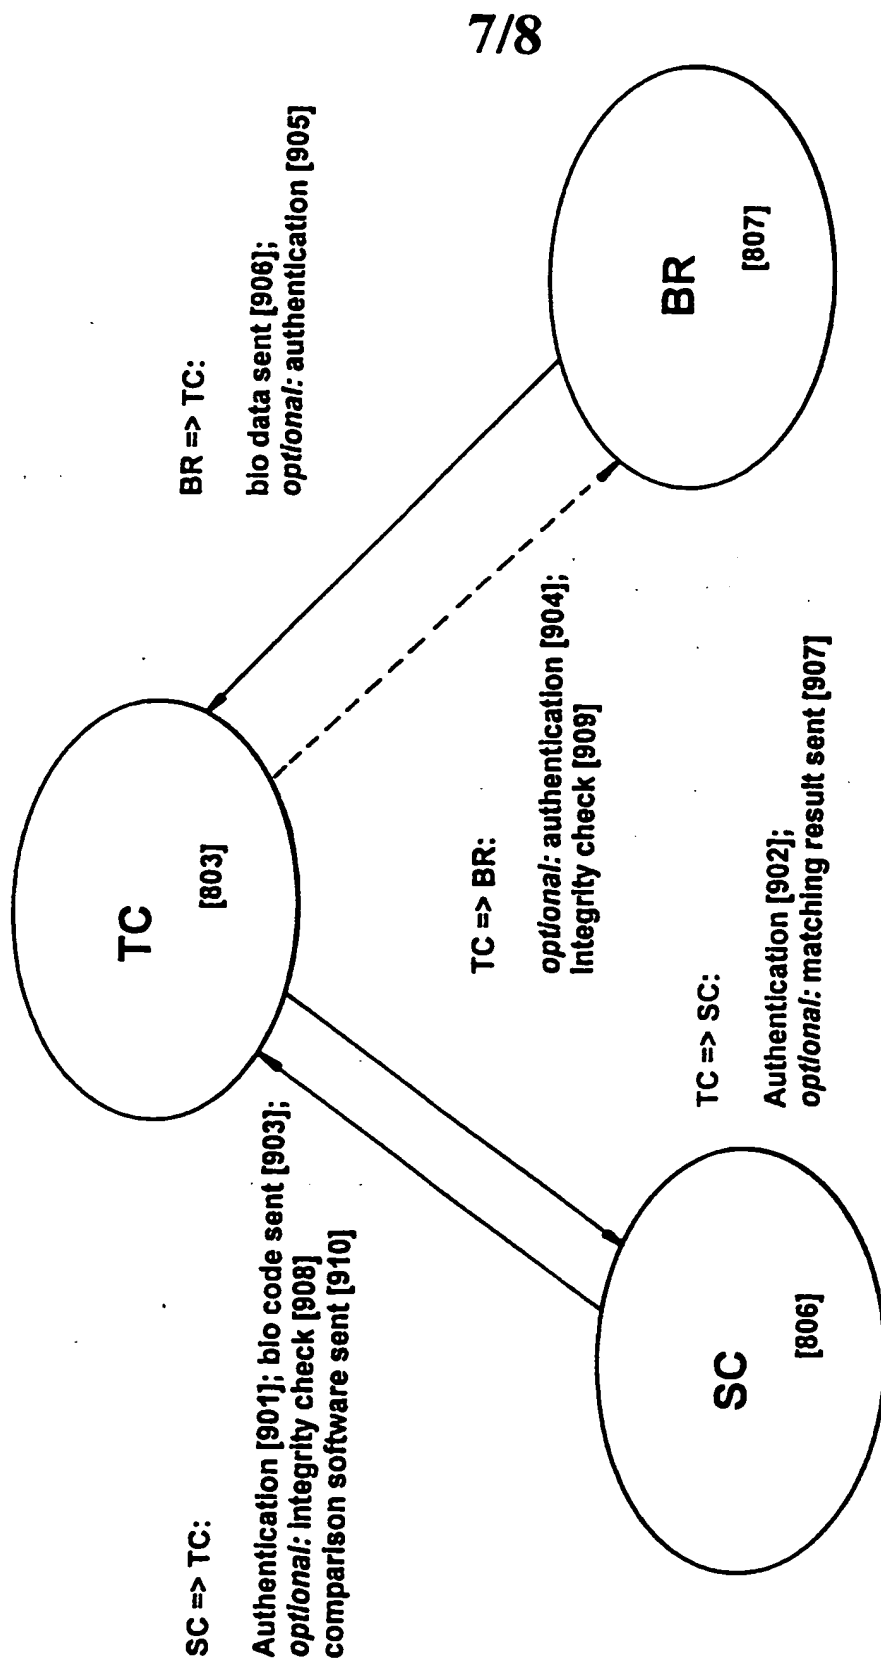 7/8
SC => TC:
Authentication [901]; bio code sent [903];
optional: integrity check [908]
comparison software sent [910]
TC
[803]
BR => TC:
bio data sent [906];
optional: authentication [905]
TC => BR:
optional: authentication [904];
Integrity check [909]
TC => SC:
Authentication [902];
optional: matching result sent [907]
SC
[806]
BR
[807]